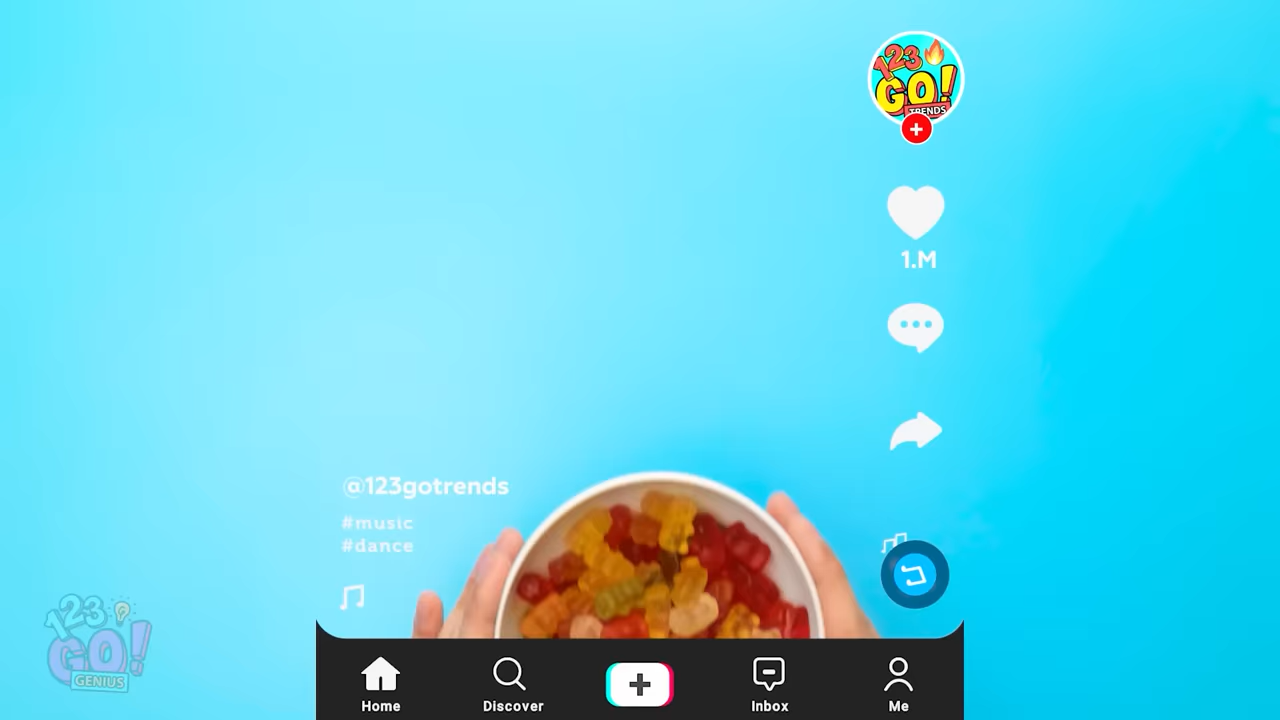 123
GO!
TRENDS
+
1.M
@123gotrends
#music
#dance
123
GO!
GENIUS
Home
Discover
Inbox
Me